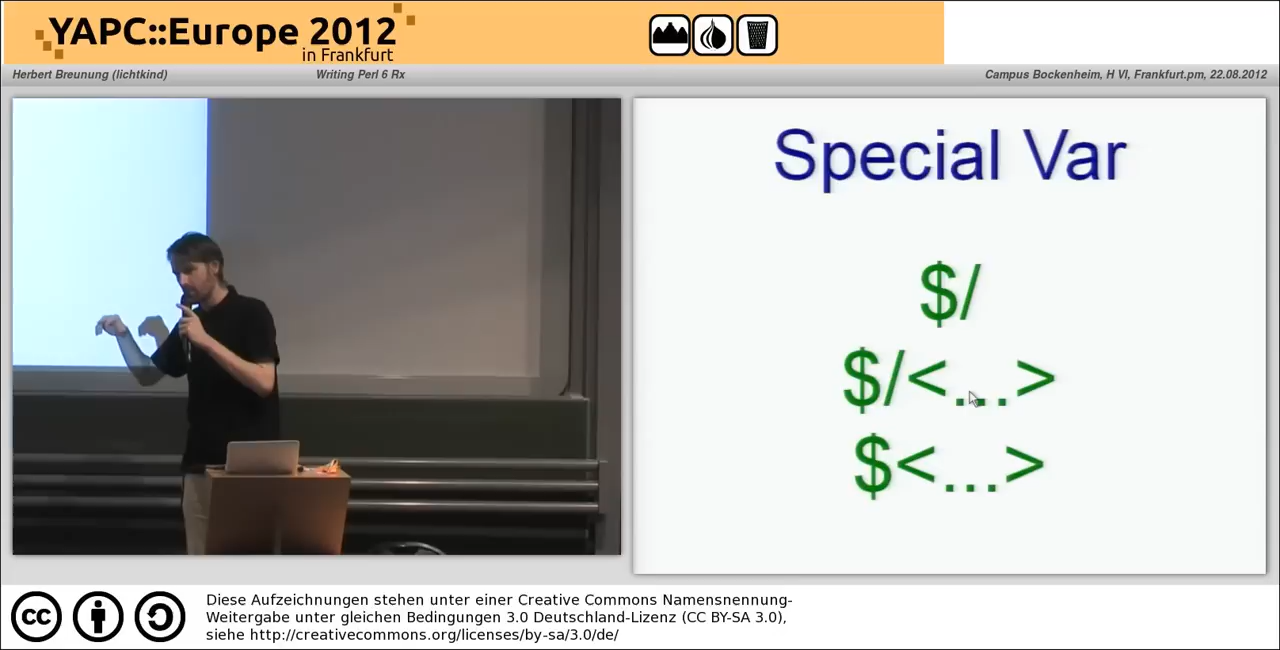 YAPC::Europe 2012
in Frankfurt
Herbert Breunung (lichtkind) Writing Perl 6 Rx Campus Bockenheim, H VI, Frankfurt.pm, 22.08.2012
Special Var
$/
$/<...>
$<...>
cc
Diese Aufzeichnungen stehen unter einer Creative Commons Namensnennung-
Weitergabe unter gleichen Bedingungen 3.0 Deutschland-Lizenz (CC BY-SA 3.0),
siehe http://creativecommons.org/licenses/by-sa/3.0/de/